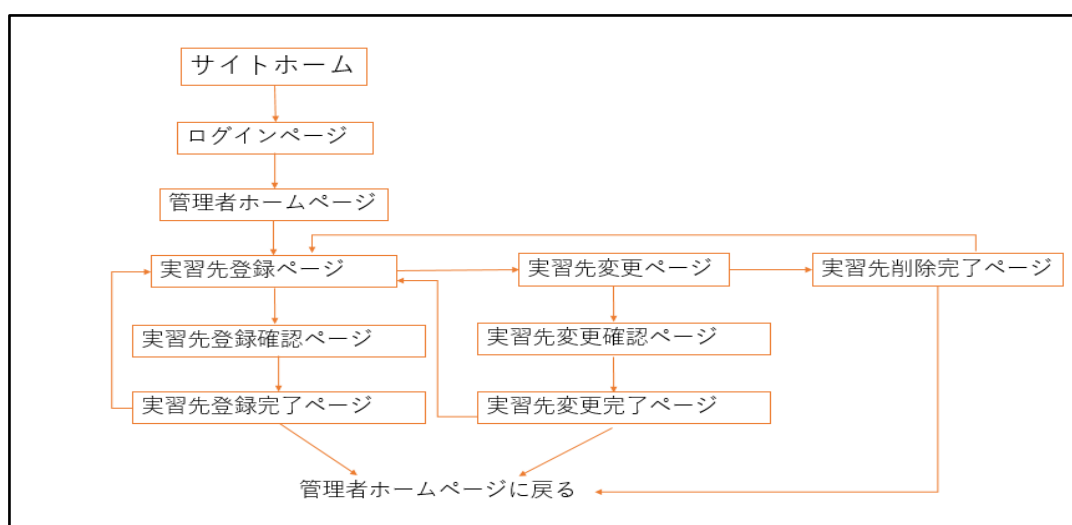 サイトホーム
ログインページ
管理者ホームページ
実習先登録ページ
実習先変更ページ
実習先削除完了ページ
実習先登録確認ページ
実習先変更確認ページ
実習先登録完了ページ
実習先変更完了ページ
管理者ホームページに戻る